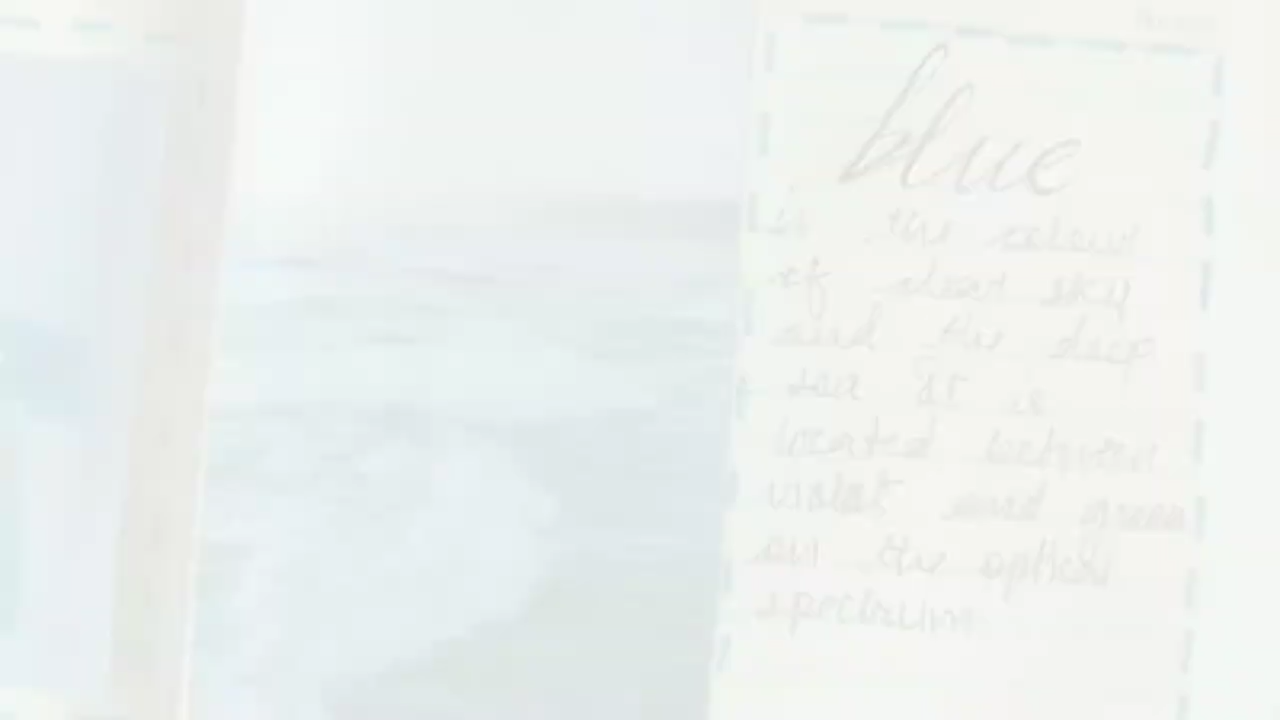 blue
is the colour
of clear sky
and the deep
sea It is
located between
violet and green
on the optical
spectrum